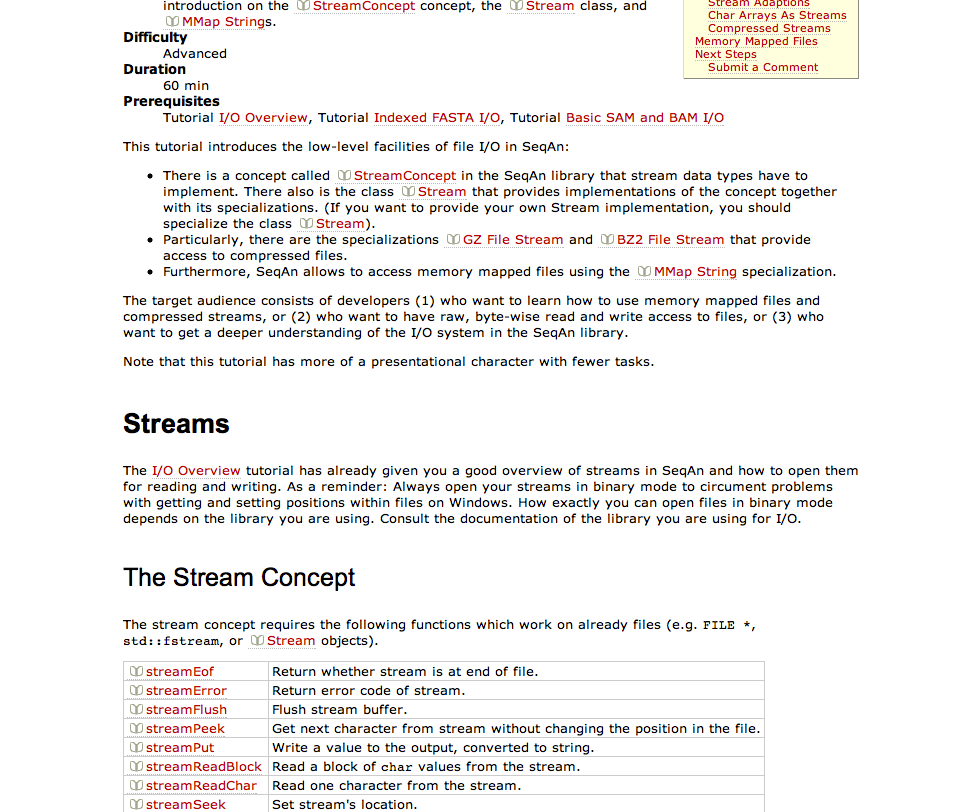 introduction on the StreamConcept concept, the Stream class, and
MMap Strings.
Difficulty
Advanced
Duration
60 min
Prerequisites
Tutorial I/O Overview, Tutorial Indexed FASTA I/O, Tutorial Basic SAM and BAM I/O
Stream Adaptions
Char Arrays As Streams
Compressed Streams
Memory Mapped Files
Next Steps
Submit a Comment
This tutorial introduces the low-level facilities of file I/O in SeqAn:
• There is a concept called StreamConcept in the SeqAn library that stream data types have to
implement. There also is the class Stream that provides implementations of the concept together
with its specializations. (If you want to provide your own Stream implementation, you should
specialize the class Stream).
• Particularly, there are the specializations GZ File Stream and BZ2 File Stream that provide
access to compressed files.
• Furthermore, SeqAn allows to access memory mapped files using the MMap String specialization.
The target audience consists of developers (1) who want to learn how to use memory mapped files and
compressed streams, or (2) who want to have raw, byte-wise read and write access to files, or (3) who
want to get a deeper understanding of the I/O system in the SeqAn library.
Note that this tutorial has more of a presentational character with fewer tasks.
Streams
The I/O Overview tutorial has already given you a good overview of streams in SeqAn and how to open them
for reading and writing. As a reminder: Always open your streams in binary mode to circument problems
with getting and setting positions within files on Windows. How exactly you can open files in binary mode
depends on the library you are using. Consult the documentation of the library you are using for I/O.
The Stream Concept
The stream concept requires the following functions which work on already files (e.g. FILE *,
std::fstream, or Stream objects).
streamEof Return whether stream is at end of file.
streamError Return error code of stream.
streamFlush Flush stream buffer.
streamPeek Get next character from stream without changing the position in the file.
streamPut Write a value to the output, converted to string.
streamReadBlock Read a block of char values from the stream.
streamReadChar Read one character from the stream.
streamSeek Set stream's location.